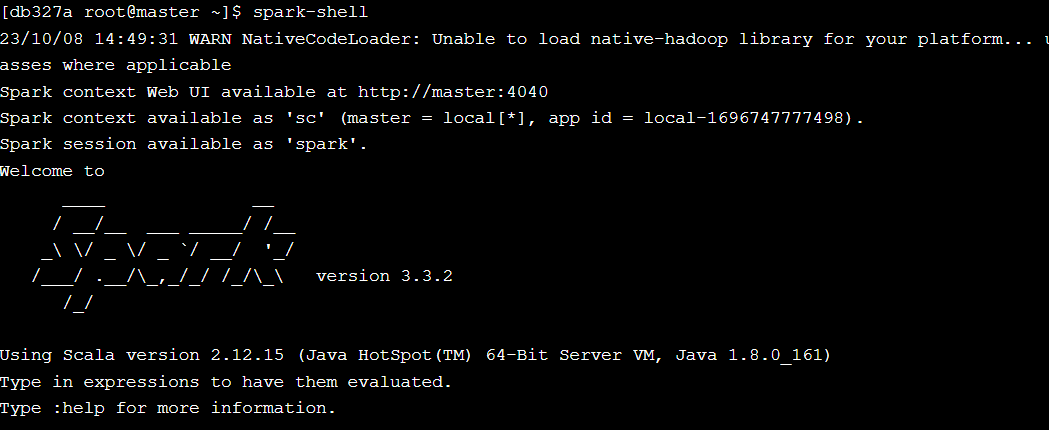 [db327a root@master ~]$ spark-shell
23/10/08 14:49:31 WARN NativeCodeLoader: Unable to load native-hadoop library for your platform...
asses where applicable
Spark context Web UI available at http://master:4040
Spark context available as 'sc' (master = local[*], app id = local-1696747777498).
Spark session available as 'spark'.
Welcome to
      ____              __
     / __/__  ___ _____/ /__
    _\ \/ _ \/ _ `/ __/  '_/
   /___/ .__/\_,_/_/ /_/\_\   version 3.3.2
      /_/
Using Scala version 2.12.15 (Java HotSpot(TM) 64-Bit Server VM, Java 1.8.0_161)
Type in expressions to have them evaluated.
Type :help for more information.